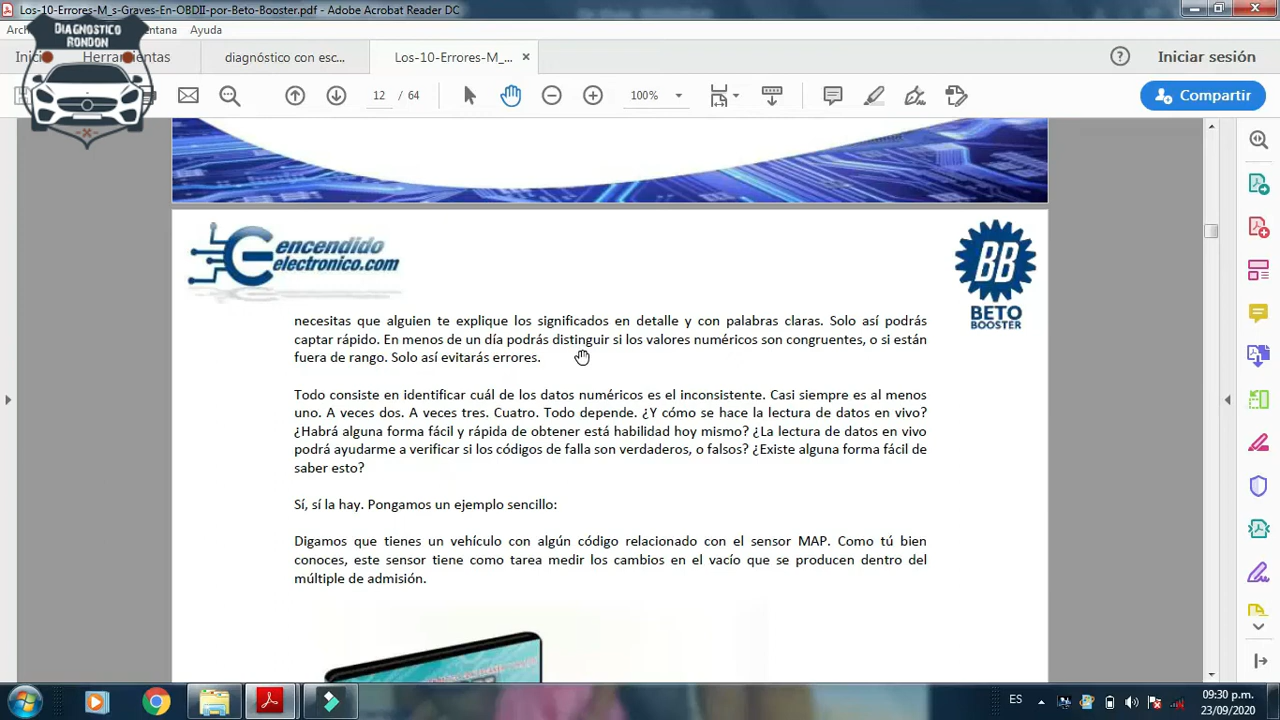 Los-10-Errores-M_s-Graves-En-OBDII-por-Beto-Booster.pdf - Adobe Acrobat Reader DC
Ayuda
DIAGNOSTICO
RONDON
Herramientas
diagnóstico con esc...
Los-10-Errores-M_...
Iniciar sesión
12 / 64
100%
Compartir
encendido
electronico.com
BB
BETO
BOOSTER
necesitas que alguien te explique los significados en detalle y con palabras claras. Solo así podrás
captar rápido. En menos de un día podrás distinguir si los valores numéricos son congruentes, o si están
fuera de rango. Solo así evitarás errores.
Todo consiste en identificar cuál de los datos numéricos es el inconsistente. Casi siempre es al menos
uno. A veces dos. A veces tres. Cuatro. Todo depende. ¿Y cómo se hace la lectura de datos en vivo?
¿Habrá alguna forma fácil y rápida de obtener está habilidad hoy mismo? ¿La lectura de datos en vivo
podrá ayudarme a verificar si los códigos de falla son verdaderos, o falsos? ¿Existe alguna forma fácil de
saber esto?
Sí, sí la hay. Pongamos un ejemplo sencillo:
Digamos que tienes un vehículo con algún código relacionado con el sensor MAP. Como tú bien
conoces, este sensor tiene como tarea medir los cambios en el vacío que se producen dentro del
múltiple de admisión.
ES
09:30 p.m.
23/09/2020